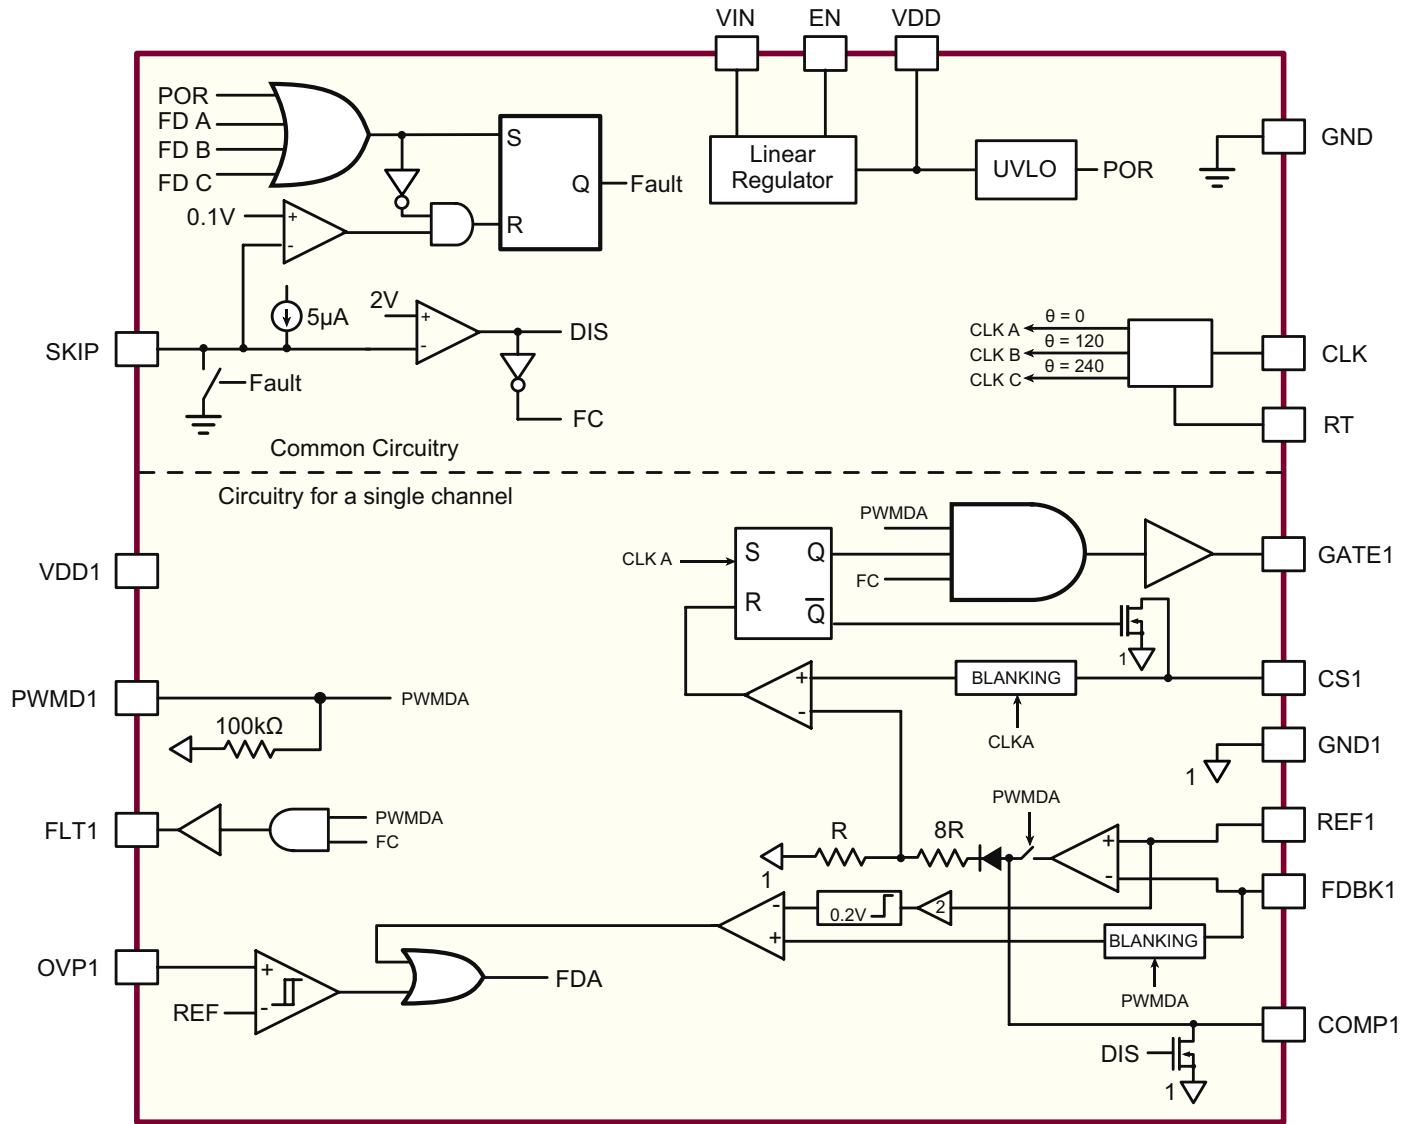 VIN EN VDD
POR
FD A
FD B
FD C
S
Q
R
Fault
0.1V
+
-
Linear
Regulator
UVLO
POR
GND
5µA
2V
+
-
DIS
SKIP
Fault
FC
CLK A θ = 0
CLK B θ = 120
CLK C θ = 240
CLK
RT
Common Circuitry
Circuitry for a single channel
VDD1
PWMDA
CLK A
S Q
R Q
FC
GATE1
1
PWMD1
PWMDA
100kΩ
+
-
BLANKING
CLKA
CS1
GND1
1
FLT1
PWMDA
FC
PWMDA
R
8R
1
+
-
REF1
FDBK1
-
+
0.2V
2
BLANKING
PWMDA
OVP1
+
-
REF
FDA
COMP1
DIS
1